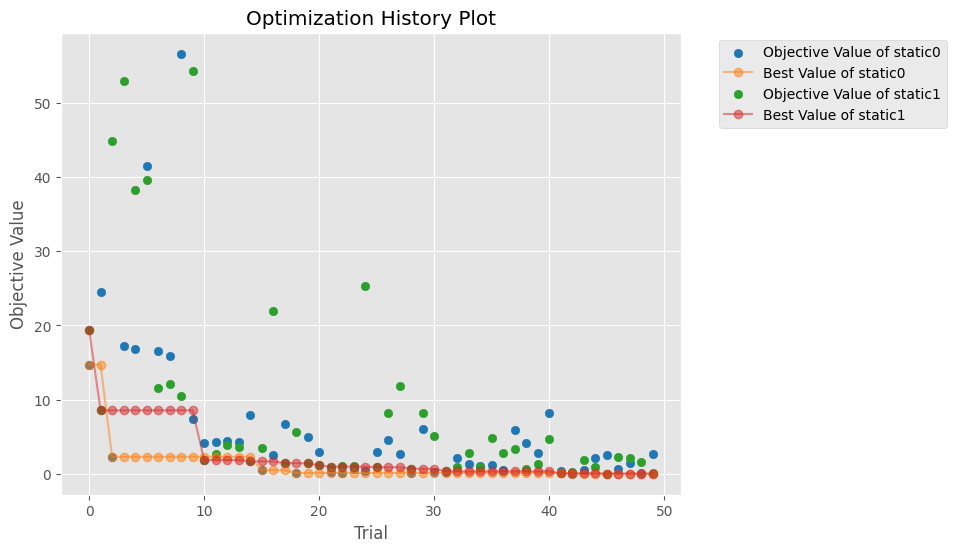 Optimization History Plot
Objective Value of static0
Best Value of static0
Objective Value of static1
Best Value of static1
Objective Value
50
40
30
20
10
0
0 10 20 30 40 50
Trial